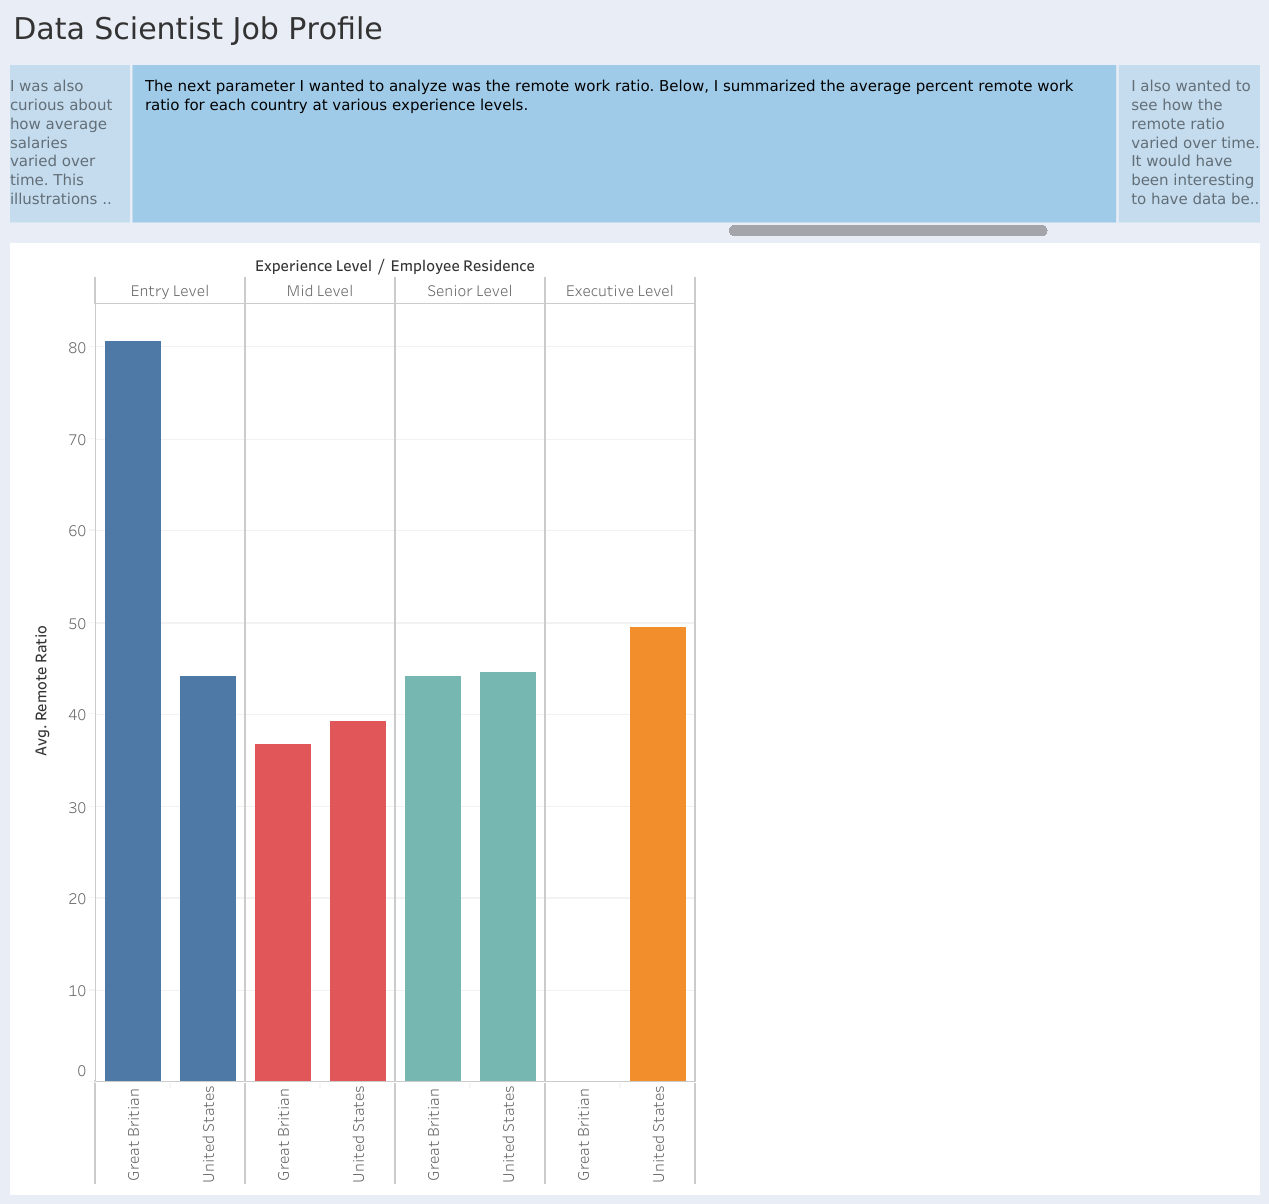 Data Scientist Job Profile
I was also
curious about
how average
salaries
varied over
time. This
illustrations ..
The next parameter I wanted to analyze was the remote work ratio. Below, I summarized the average percent remote work
ratio for each country at various experience levels.
I also wanted to
see how the
remote ratio
varied over time.
It would have
been interesting
to have data be..
Experience Level / Employee Residence
Entry Level
Mid Level
Senior Level
Executive Level
80
70
60
50
40
30
20
10
0
Avg. Remote Ratio
Great Britian
United States
Great Britian
United States
Great Britian
United States
Great Britian
United States